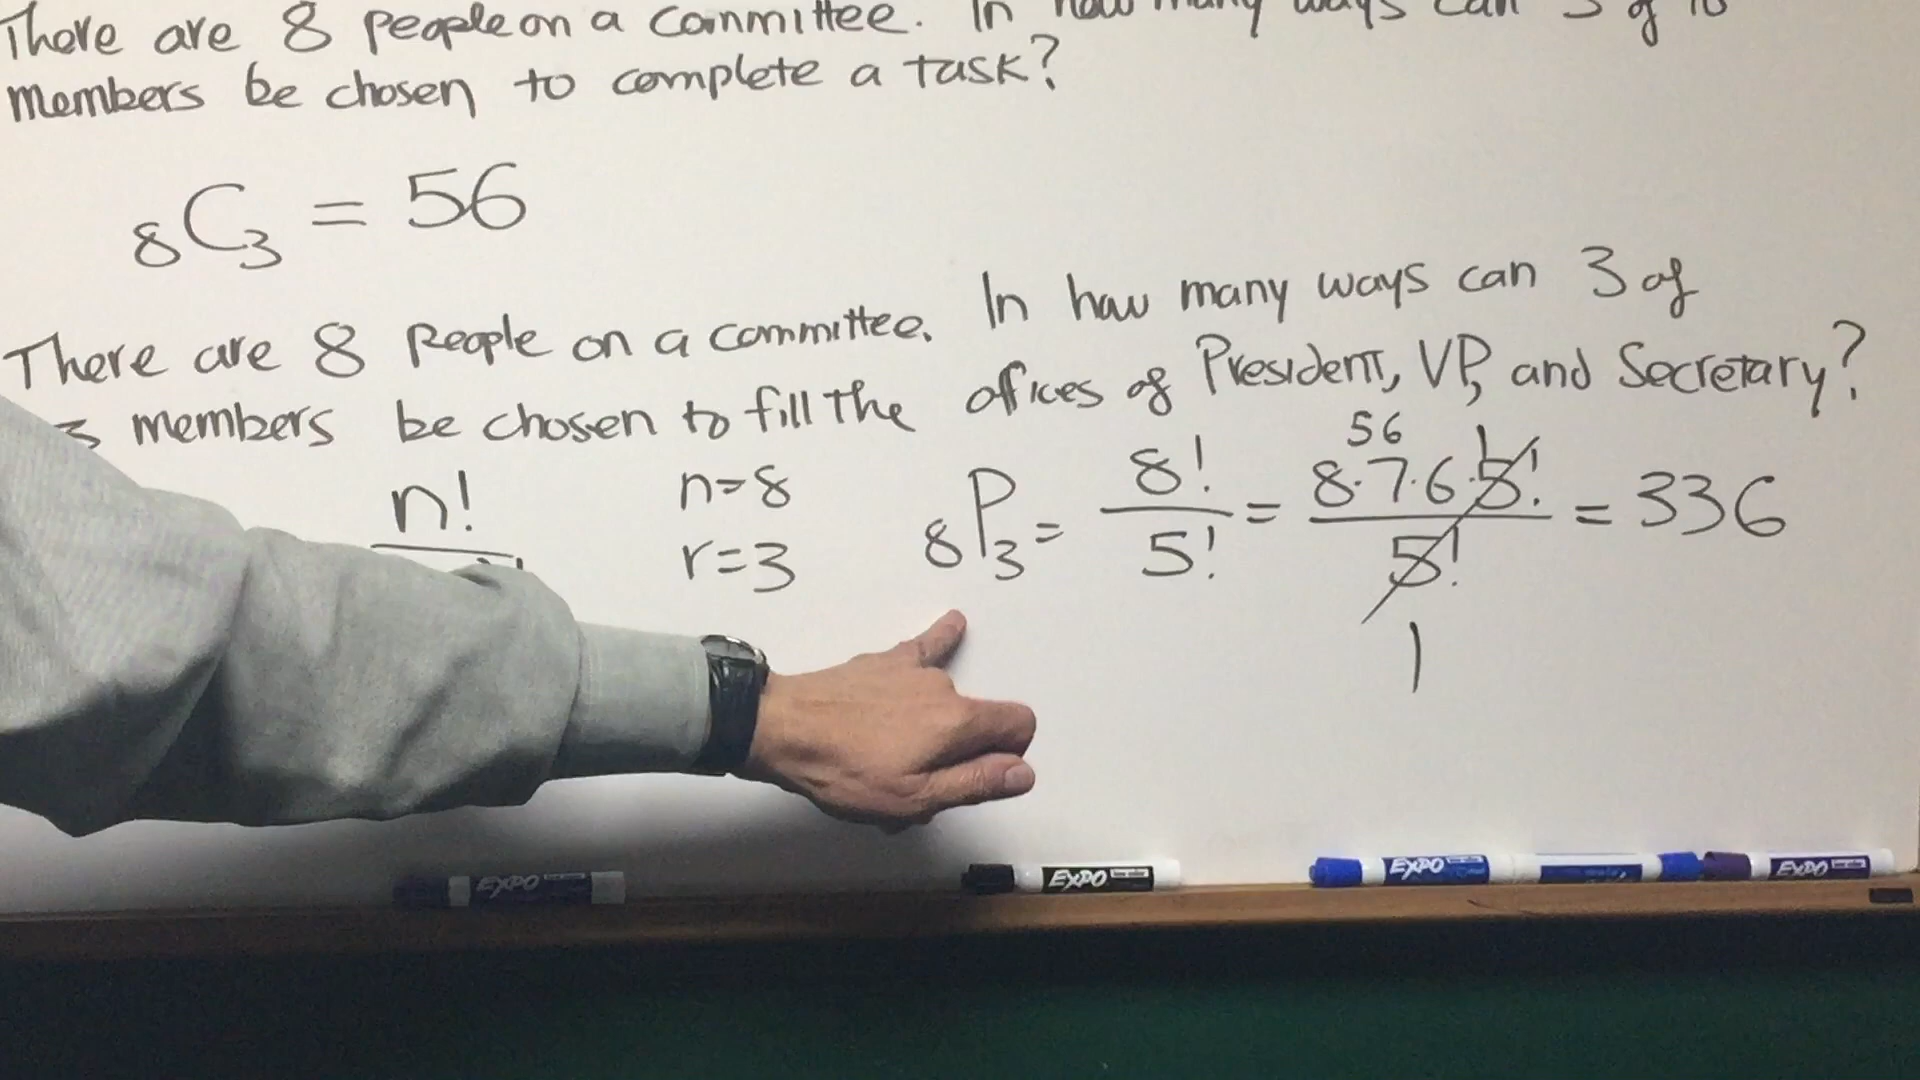 There are 8 people on a committee. In how many ways can 3 of
members be chosen to complete a task?
8C3 = 56
There are 8 people on a committee. In how many ways can 3 of
members be chosen to fill the offices of President, VP, and Secretary?
n!
n=8
r=3
8P3 = 8!/5! = 8·7·6·5!/5! = 336
56
1
1
EXPO
EXPO
EXPO
EXPO